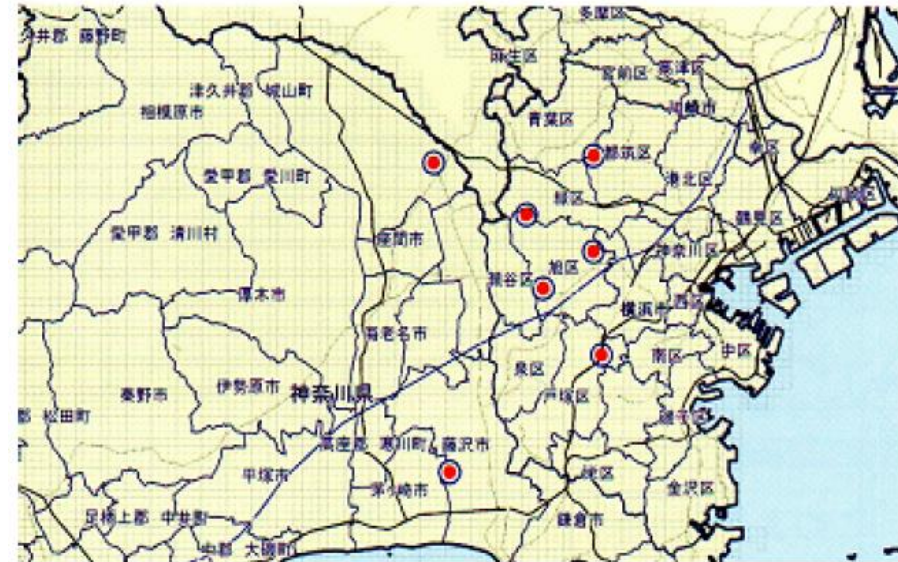 多摩区
井郡 藤野町
麻生区
宮前区
高津区
津久井郡 城山町
相模原市
川崎市
青葉区
幸区
都筑区
愛甲郡 愛川町
港北区
緑区
川崎区
鶴見区
愛甲郡 清川村
座間市
神奈川区
旭区
瀬谷区
厚木市
西区
横浜市
海老名市
中区
南区
泉区
伊勢原市
秦野市
神奈川県
戸塚区
郡 松田町
磯子区
高座郡 寒川町
藤沢市
平塚市
栄区
茅ヶ崎市
金沢区
足柄上郡 中井町
鎌倉市
中郡 大磯町